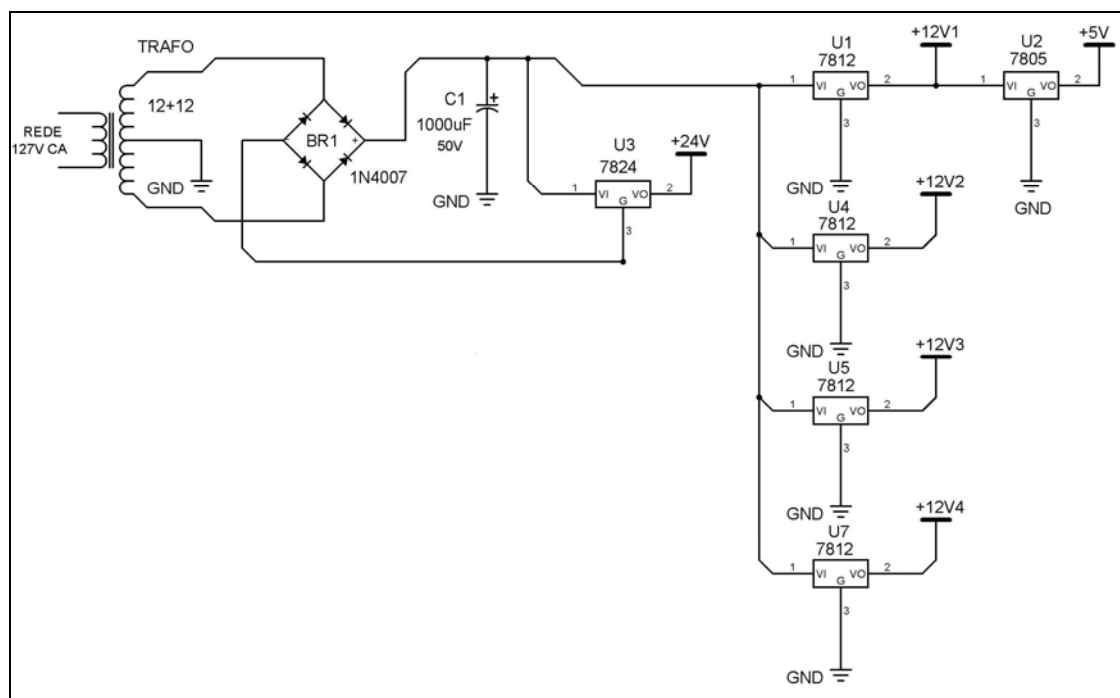 TRAFO
12+12
REDE
127V CA
GND
BR1
- +
1N4007
C1
+
1000uF
50V
GND
U3
7824
+24V
1 VI G VO 2
3
U1
7812
+12V1
1 VI G VO 2
3
GND
U2
7805
+5V
1 VI G VO 2
3
GND
U4
7812
+12V2
1 VI G VO 2
3
GND
U5
7812
+12V3
1 VI G VO 2
3
GND
U7
7812
+12V4
1 VI G VO 2
3
GND